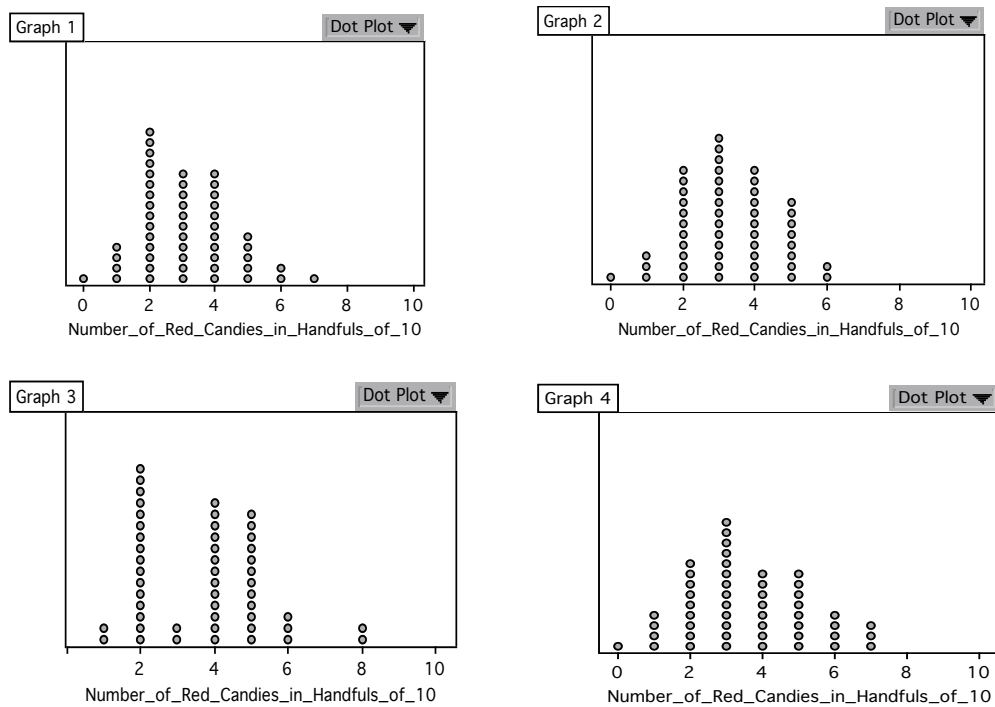 Graph 1
Dot Plot
0 2 4 6 8 10
Number_of_Red_Candies_in_Handfuls_of_10
Graph 2
Dot Plot
0 2 4 6 8 10
Number_of_Red_Candies_in_Handfuls_of_10
Graph 3
Dot Plot
2 4 6 8 10
Number_of_Red_Candies_in_Handfuls_of_10
Graph 4
Dot Plot
0 2 4 6 8 10
Number_of_Red_Candies_in_Handfuls_of_10